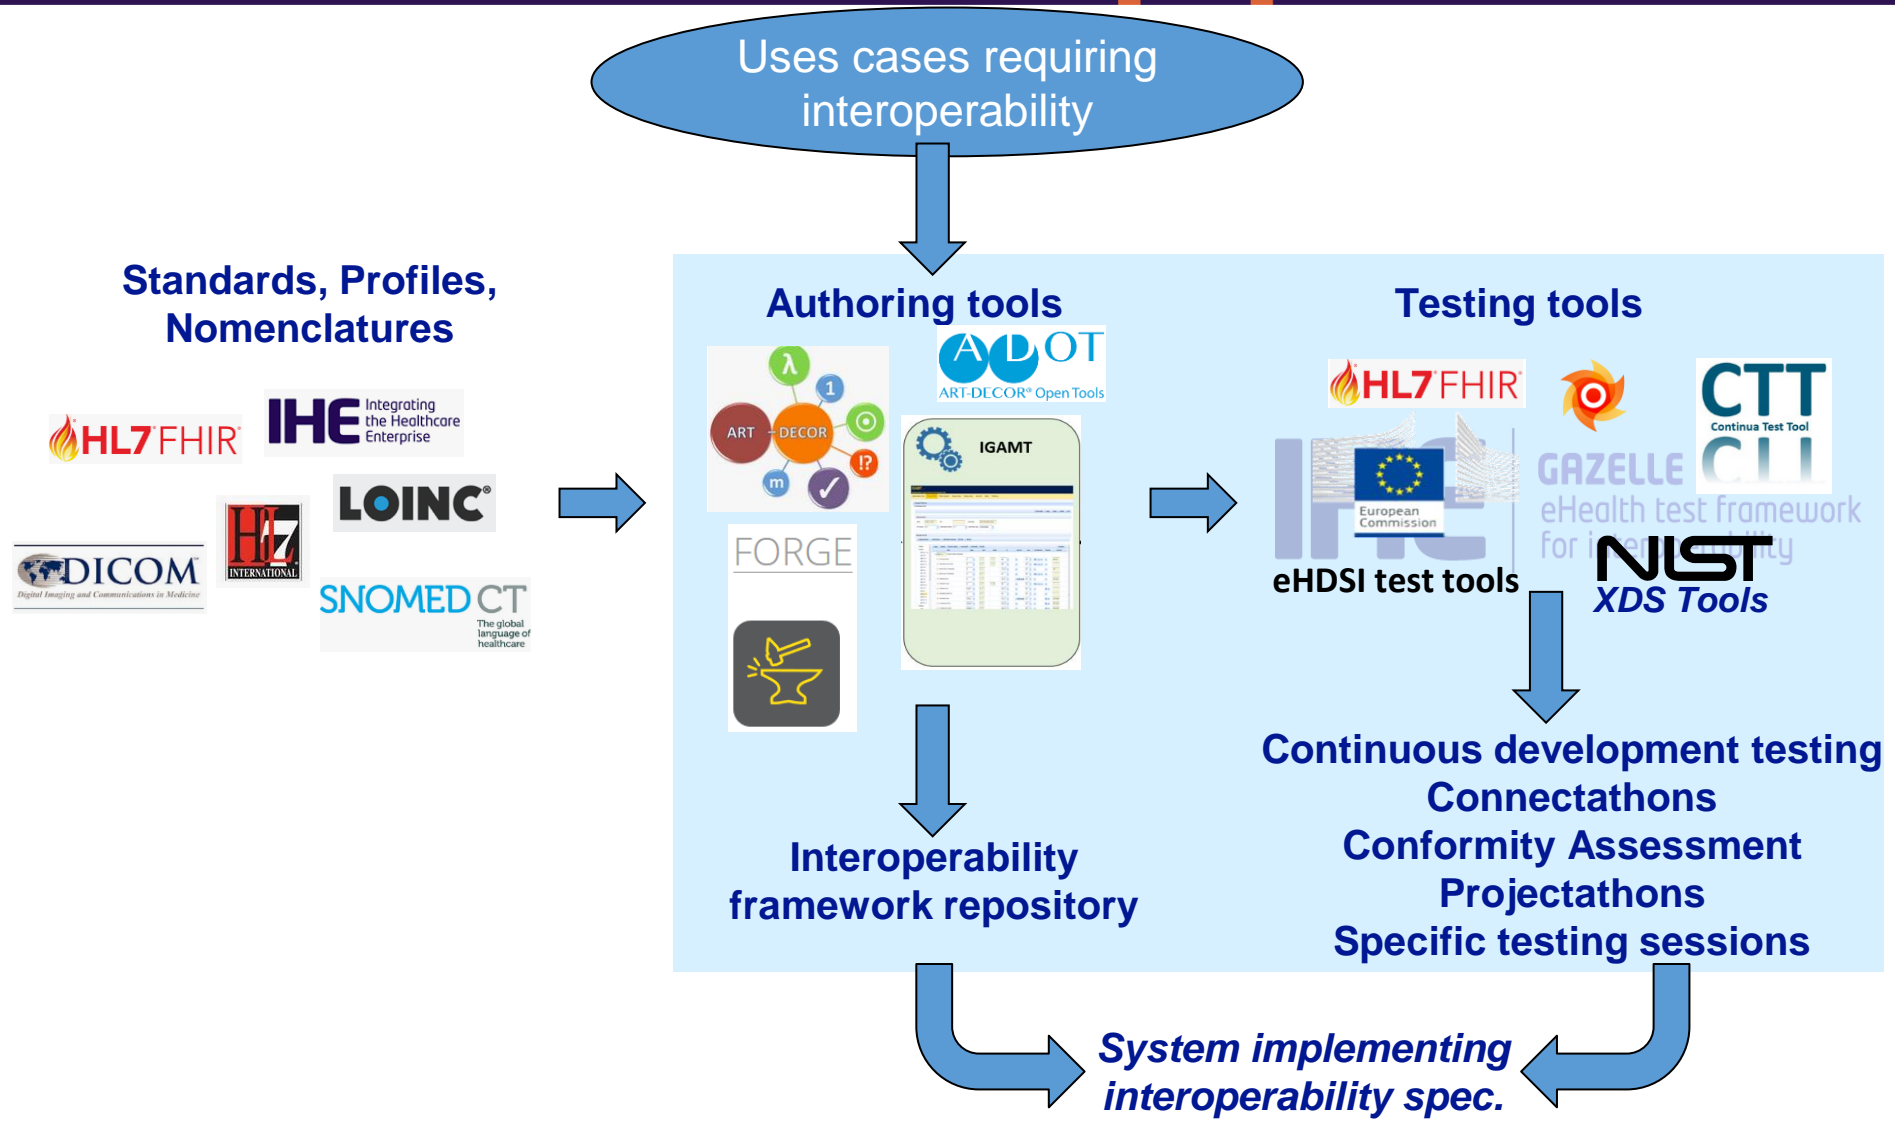 Uses cases requiring
interoperability
Standards, Profiles,
Nomenclatures
HL7 FHIR
IHE Integrating
the Healthcare
Enterprise
LOINC®
HL7
INTERNATIONAL
DICOM
Digital Imaging and Communications in Medicine
SNOMED CT
The global
language of
healthcare
Authoring tools
ADOT
ART-DECOR® Open Tools
λ
1
ART - DECOR
!?
m
IGAMT
FORGE
Interoperability
framework repository
Testing tools
HL7 FHIR
CTT
Continua Test Tool
IHE
GAZELLE
eHealth test framework
for interoperability
European
Commission
eHDSI test tools
NIST
XDS Tools
Continuous development testing
Connectathons
Conformity Assessment
Projectathons
Specific testing sessions
System implementing
interoperability spec.